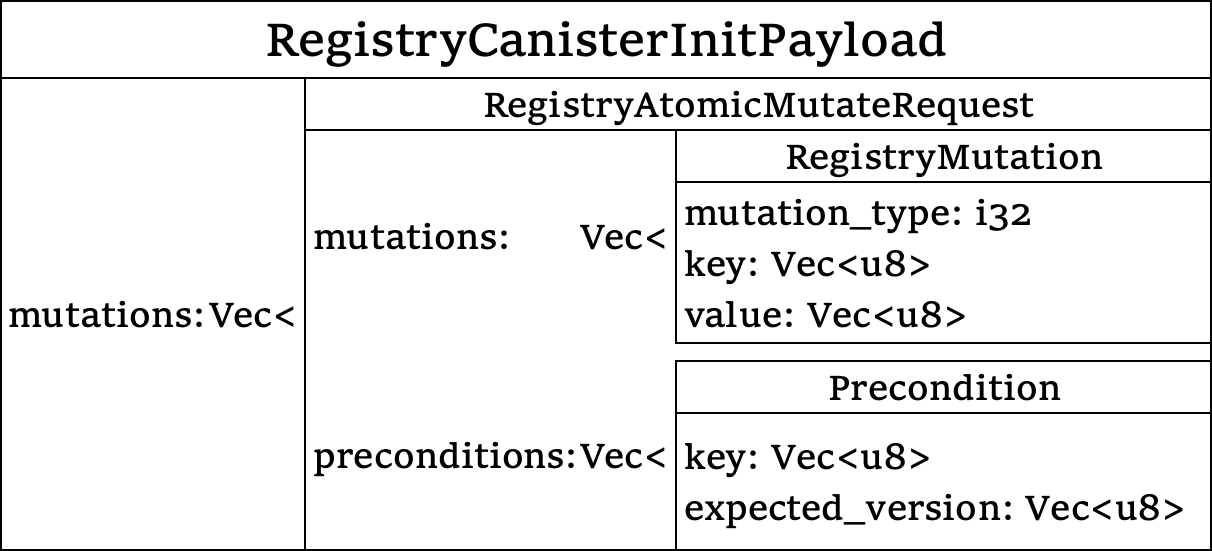 RegistryCanisterInitPayload
RegistryAtomicMutateRequest
RegistryMutation
mutation_type: i32
mutations: Vec<
key: Vec<u8>
value: Vec<u8>
mutations: Vec<
Precondition
preconditions: Vec<
key: Vec<u8>
expected_version: Vec<u8>